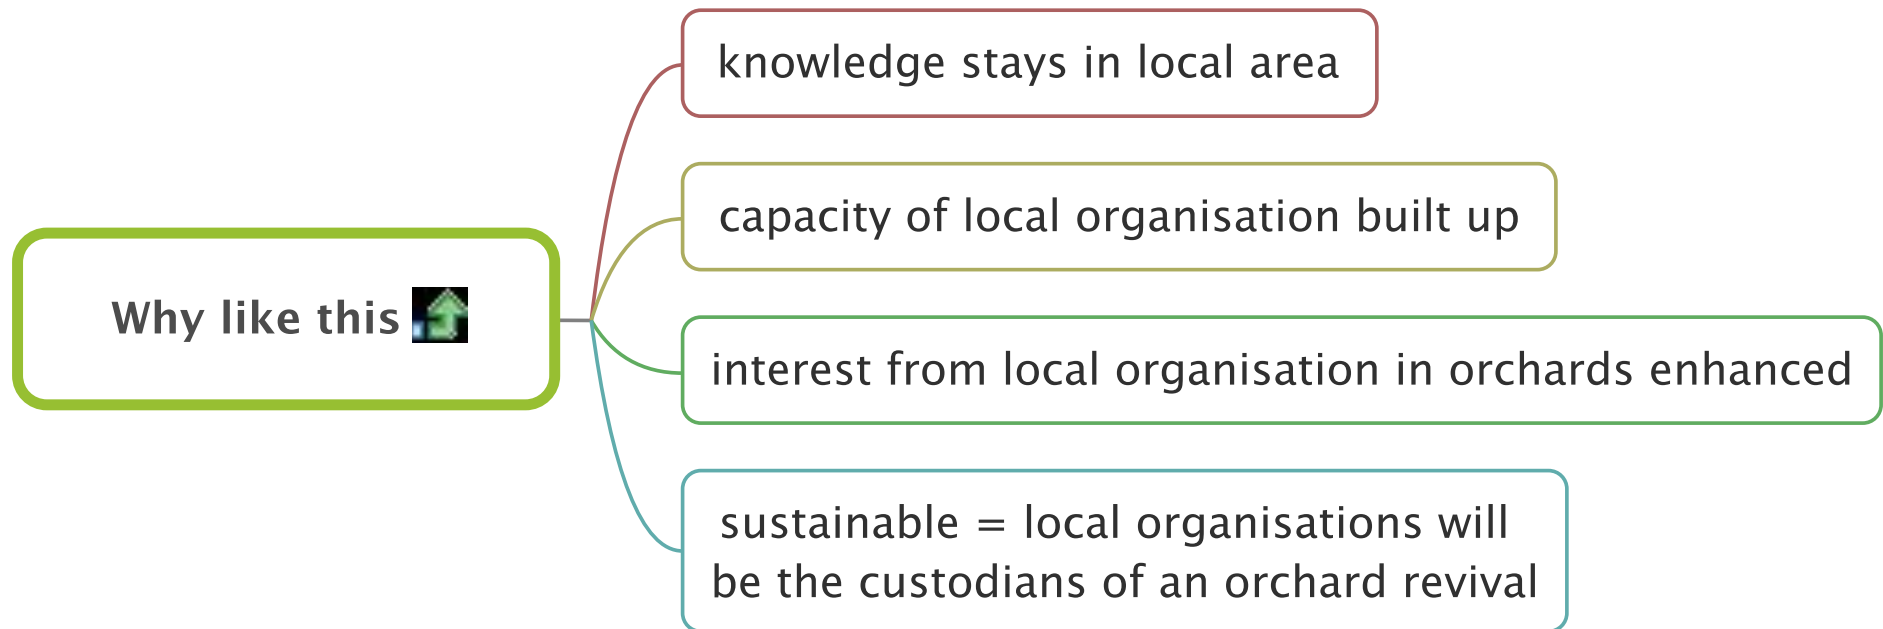 Why like this
knowledge stays in local area
capacity of local organisation built up
interest from local organisation in orchards enhanced
sustainable = local organisations will
be the custodians of an orchard revival